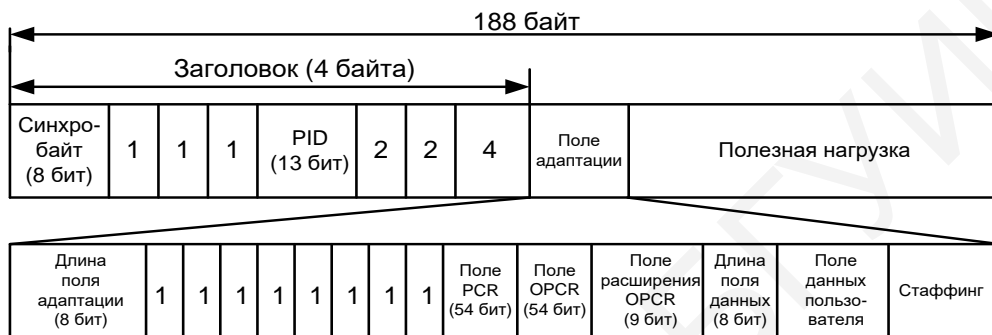 188 байт
Заголовок (4 байта)
Синхро-
байт
(8 бит)
1
1
1
PID
(13 бит)
2
2
4
Поле
адаптации
Полезная нагрузка
Длина
поля
адаптации
(8 бит)
1
1
1
1
1
1
1
1
Поле
PCR
(54 бит)
Поле
OPCR
(54 бит)
Поле
расширения
OPCR
(9 бит)
Длина
поля
данных
(8 бит)
Поле
данных
пользо-
вателя
Стаффинг
БГУИ